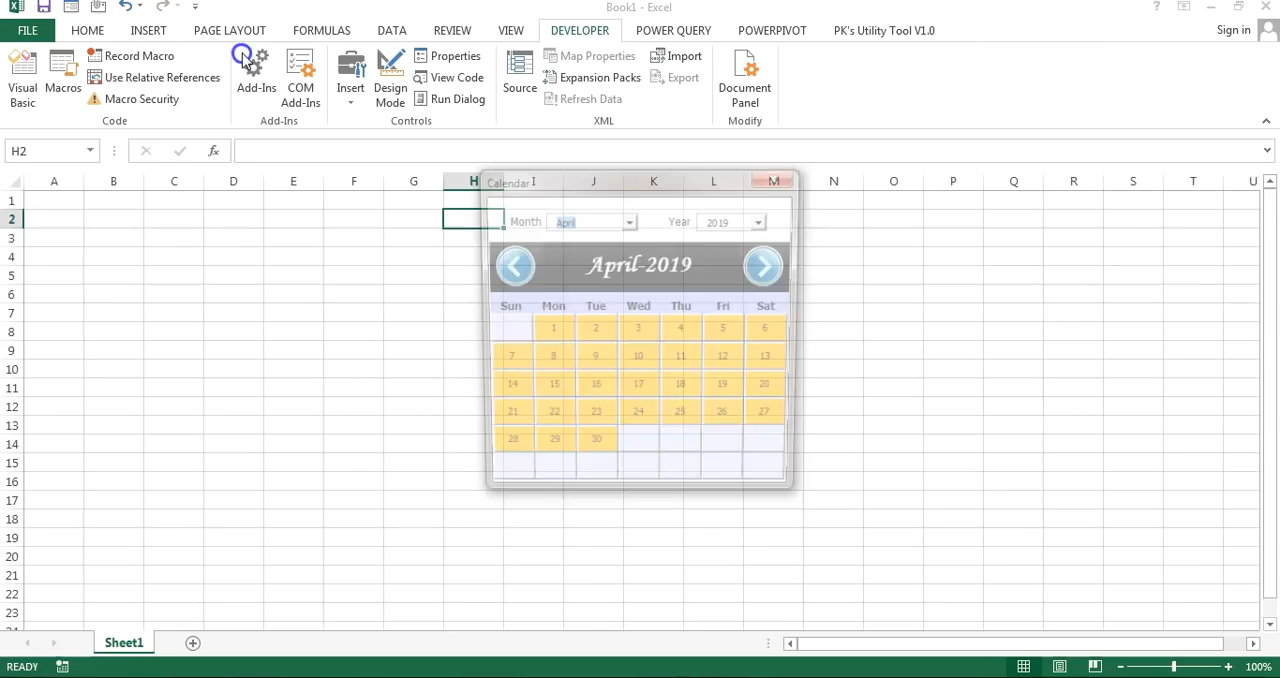 Book1 - Excel
FILE HOME INSERT PAGE LAYOUT FORMULAS DATA REVIEW VIEW DEVELOPER POWER QUERY POWERPIVOT PK's Utility Tool V1.0 Sign in
Visual Basic
Macros
Record Macro
Use Relative References
Macro Security
Code
Add-Ins
COM Add-Ins
Add-Ins
Insert
Design Mode
Properties
View Code
Run Dialog
Controls
Source
Map Properties
Expansion Packs
Refresh Data
Import
Export
XML
Document Panel
Modify
H2
fx
A B C D E F G H I J K L M N O P Q R S T U
1
2
3
4
5
6
7
8
9
10
11
12
13
14
15
16
17
18
19
20
21
22
23
24
Calendar
Month April Year 2019
April-2019
Sun Mon Tue Wed Thu Fri Sat
1 2 3 4 5 6
7 8 9 10 11 12 13
14 15 16 17 18 19 20
21 22 23 24 25 26 27
28 29 30
Sheet1
READY
100%